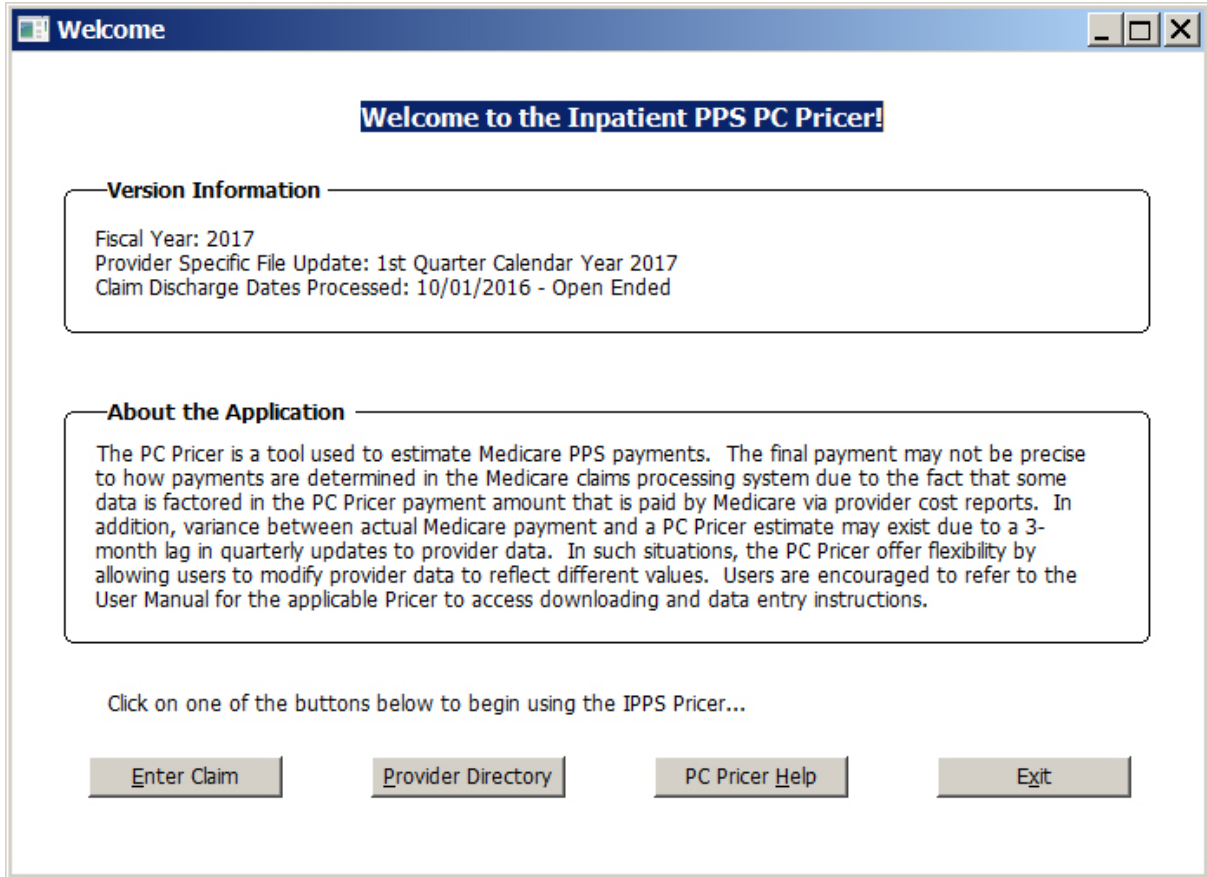 Welcome
Welcome to the Inpatient PPS PC Pricer!
Version Information
Fiscal Year: 2017
Provider Specific File Update: 1st Quarter Calendar Year 2017
Claim Discharge Dates Processed: 10/01/2016 - Open Ended
About the Application
The PC Pricer is a tool used to estimate Medicare PPS payments.  The final payment may not be precise
to how payments are determined in the Medicare claims processing system due to the fact that some
data is factored in the PC Pricer payment amount that is paid by Medicare via provider cost reports.  In
addition, variance between actual Medicare payment and a PC Pricer estimate may exist due to a 3-
month lag in quarterly updates to provider data.  In such situations, the PC Pricer offer flexibility by
allowing users to modify provider data to reflect different values.  Users are encouraged to refer to the
User Manual for the applicable Pricer to access downloading and data entry instructions.
Click on one of the buttons below to begin using the IPPS Pricer...
Enter Claim
Provider Directory
PC Pricer Help
Exit